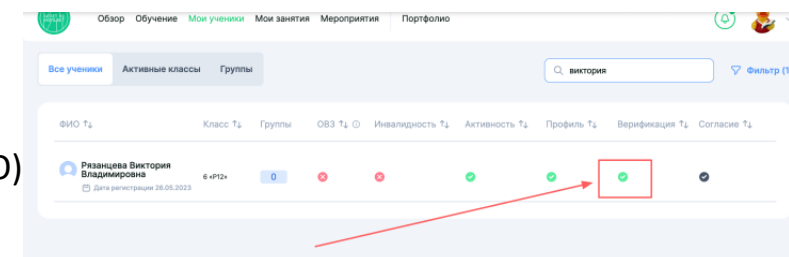 Обзор Обучение Мои ученики Мои занятия Мероприятия Портфолио
Все ученики Активные классы Группы виктория Фильтр (1
ФИО Класс Группы ОВЗ Инвалидность Активность Профиль Верификация Согласие
Рязанцева Виктория
Владимировна 6 «Р12» 0
Дата регистрации 26.05.2023